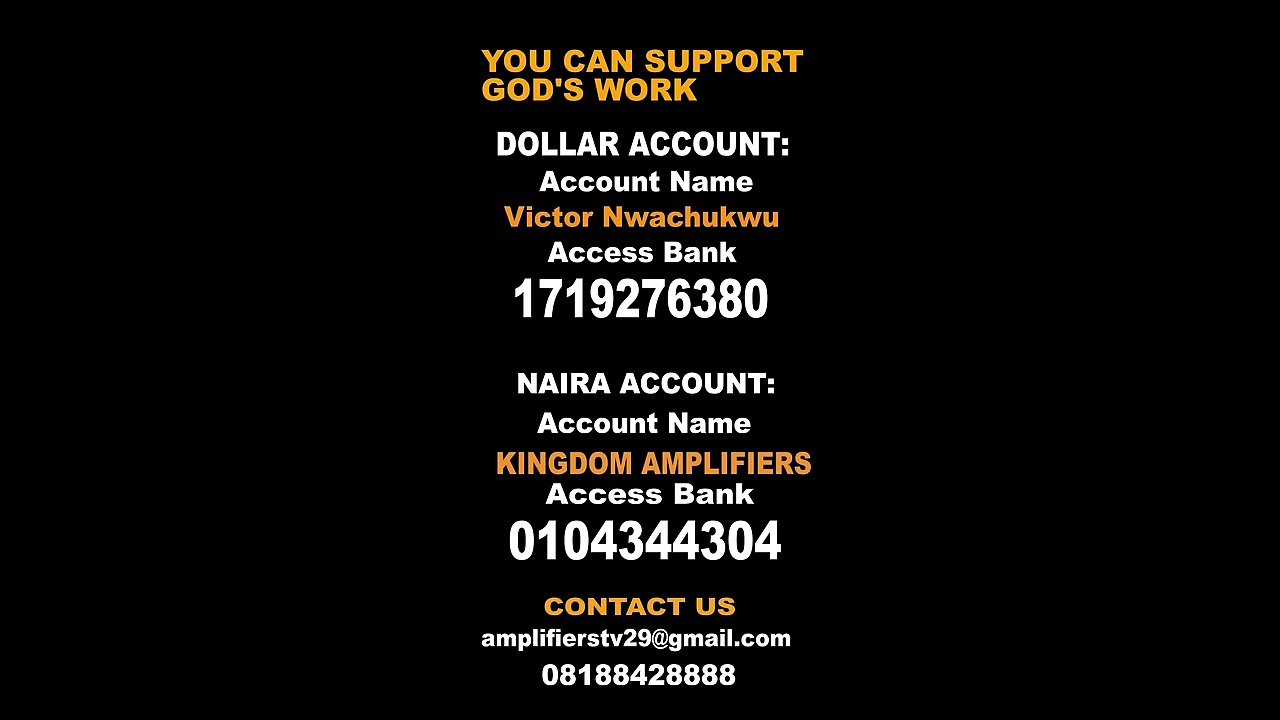 YOU CAN SUPPORT
GOD'S WORK
DOLLAR ACCOUNT:
Account Name
Victor Nwachukwu
Access Bank
1719276380
NAIRA ACCOUNT:
Account Name
KINGDOM AMPLIFIERS
Access Bank
0104344304
CONTACT US
amplifierstv29@gmail.com
08188428888